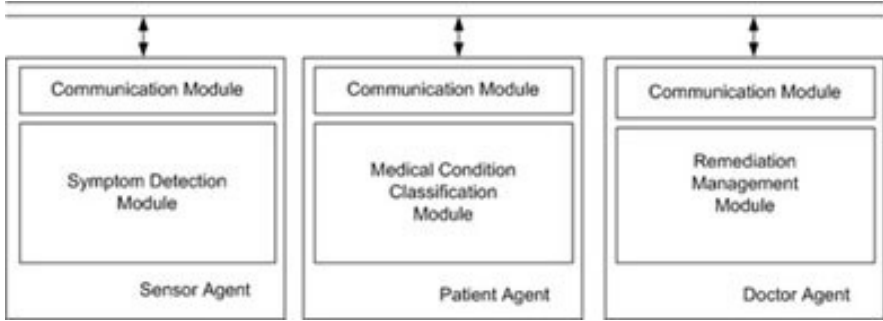 Communication Module
Symptom Detection
Module
Sensor Agent
Communication Module
Medical Condition
Classification
Module
Patient Agent
Communication Module
Remediation
Management
Module
Doctor Agent